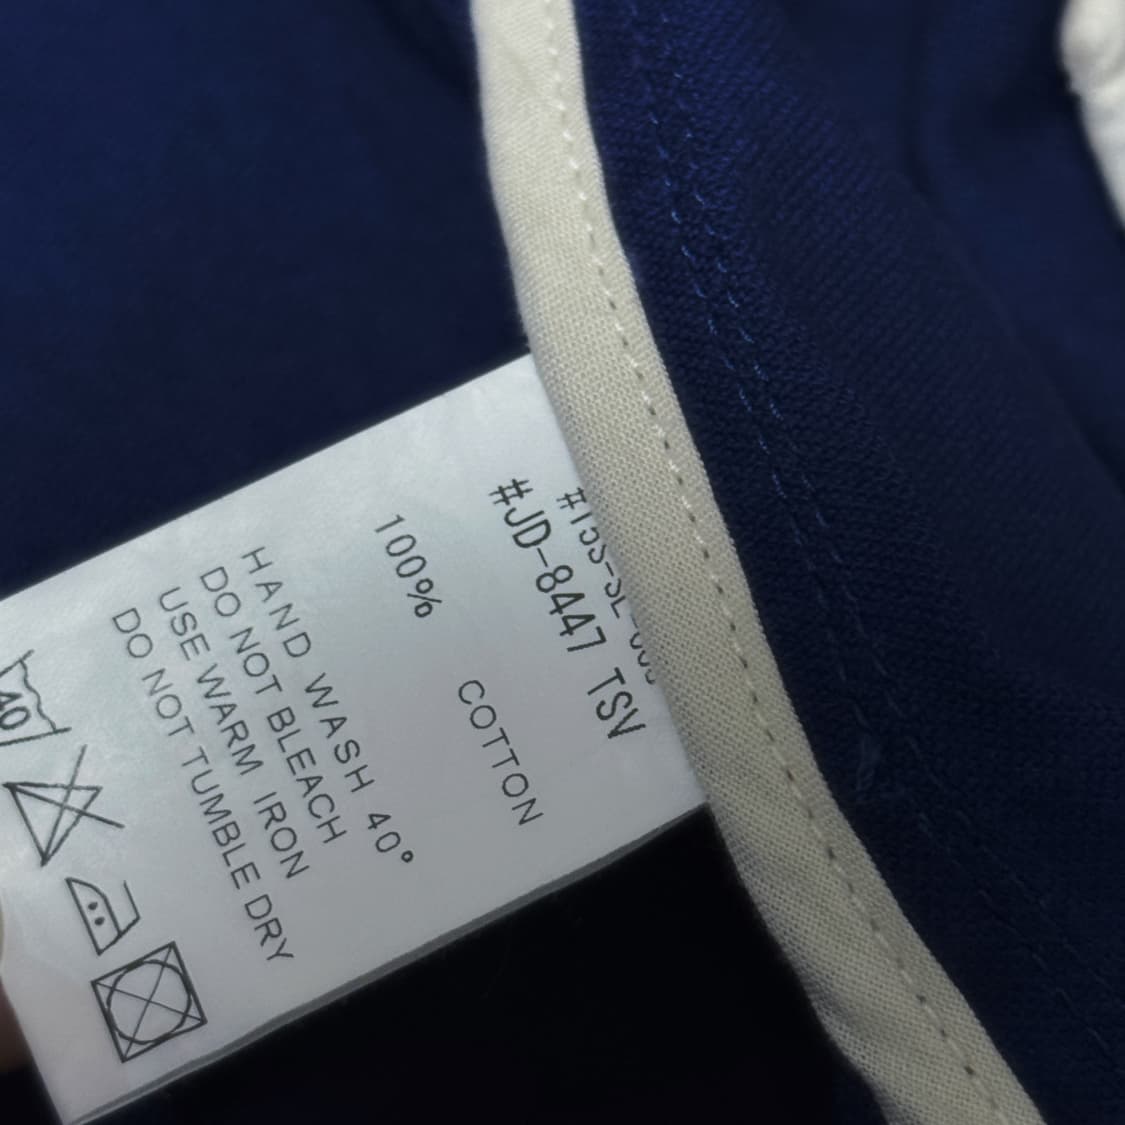 #JD-8447 TSV
100% COTTON
HAND WASH 40°
DO NOT BLEACH
USE WARM IRON
DO NOT TUMBLE DRY
40